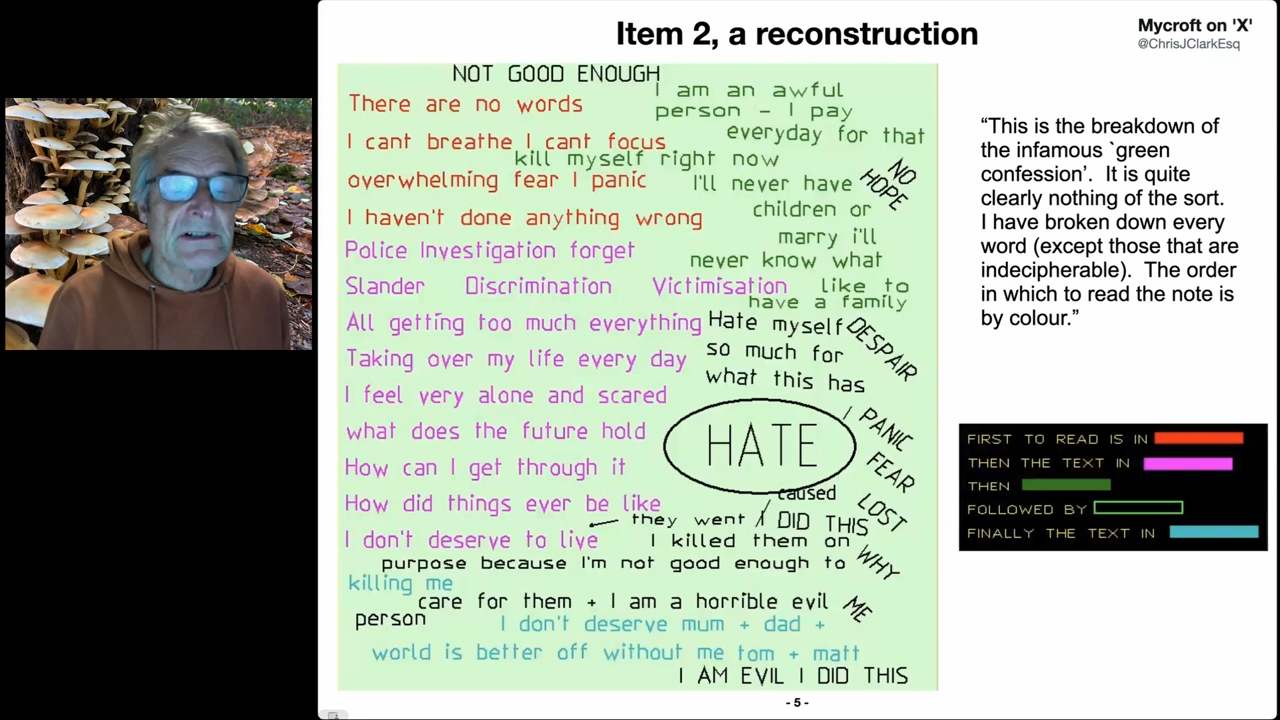 Item 2, a reconstruction
Mycroft on 'X'
@ChrisJClarkEsq
NOT GOOD ENOUGH
There are no words
I am an awful
person - I pay
everyday for that
I cant breathe I cant focus
kill myself right now
overwhelming fear I panic
I'll never have
NO
HOPE
children or
I haven't done anything wrong
marry i'll
Police Investigation forget
never know what
Slander Discrimination Victimisation
like to
have a family
All getting too much everything
Hate myself
DESPAIR
so much for
Taking over my life every day
what this has
I feel very alone and scared
what does the future hold
HATE
/ PANIC
FEAR
How can I get through it
caused
How did things ever be like
LOST
they went / I DID THIS
I don't deserve to live
I killed them on
WHY
purpose because I'm not good enough to
killing me
care for them + I am a horrible evil
ME
person
I don't deserve mum + dad +
world is better off without me tom + matt
I AM EVIL I DID THIS
“This is the breakdown of
the infamous `green
confession’. It is quite
clearly nothing of the sort.
I have broken down every
word (except those that are
indecipherable). The order
in which to read the note is
by colour.”
FIRST TO READ IS IN
THEN THE TEXT IN
THEN
FOLLOWED BY
FINALLY THE TEXT IN
- 5 -